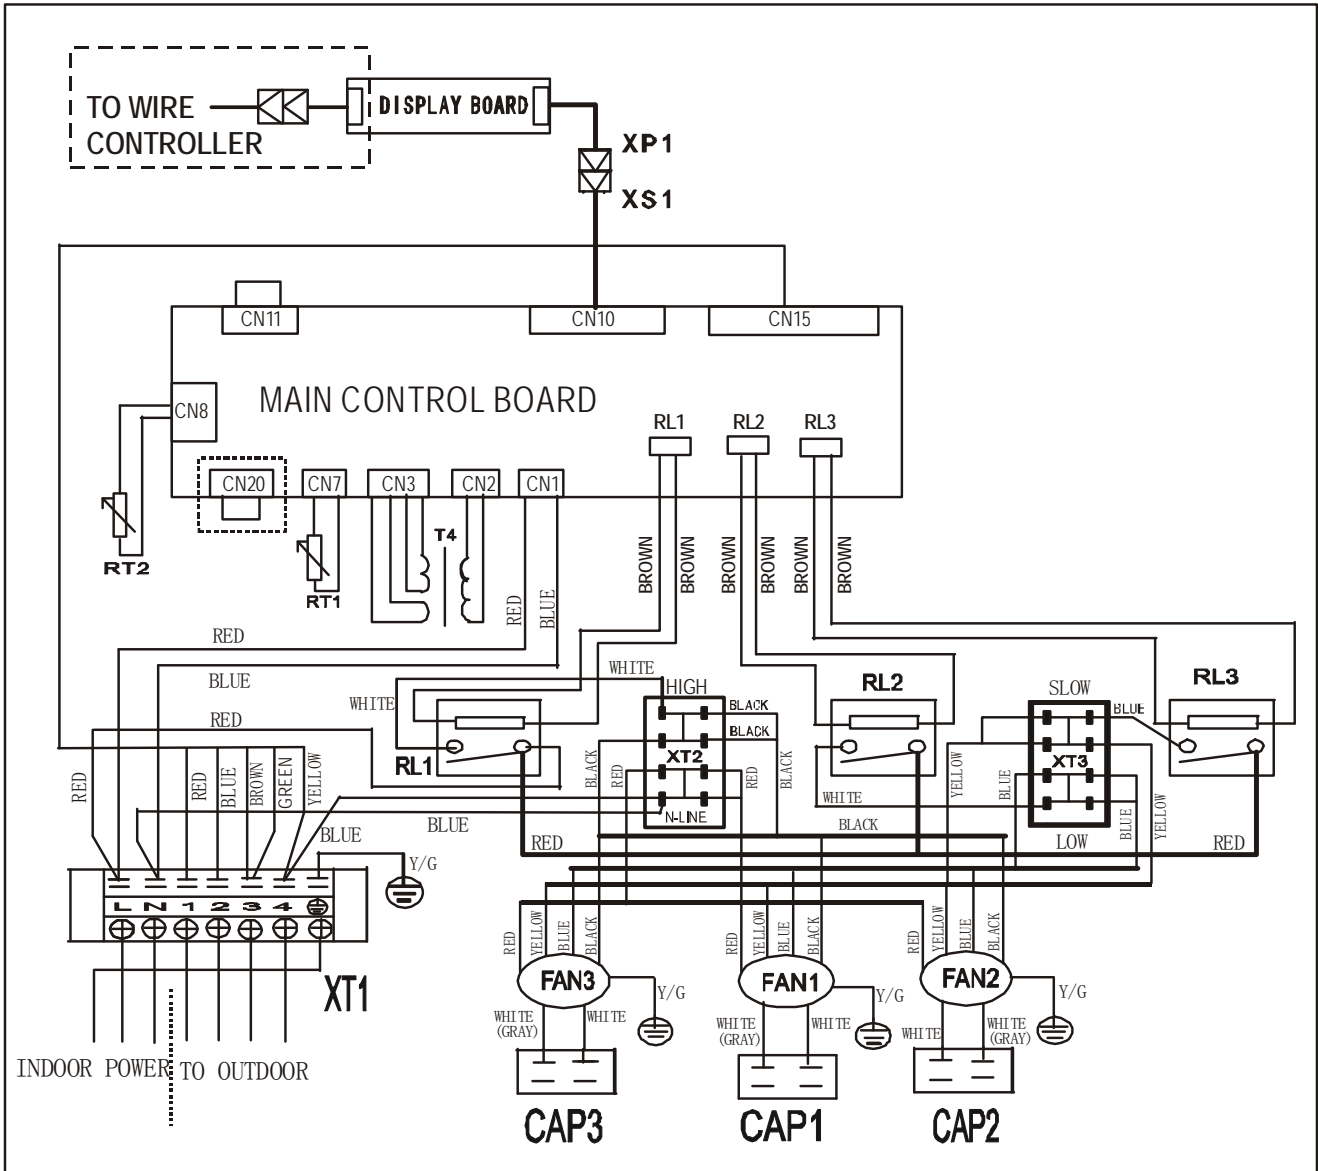 TO WIRE
CONTROLLER
DISPLAY BOARD
XP1
XS1
CN11
CN10
CN15
CN8
MAIN CONTROL BOARD
RL1
RL2
RL3
CN20
CN7
CN3
CN2
CN1
T4
RT2
RT1
BROWN
BROWN
BROWN
BROWN
BROWN
BROWN
RED
BLUE
RED
BLUE
RED
WHITE
WHITE
HIGH
BLACK
BLACK
XT2
N-LINE
RL1
RL2
SLOW
BLUE
XT3
LOW
RL3
BLACK
RED
RED
BLACK
YELLOW
BLUE
BLUE
YELLOW
WHITE
RED
RED
BLUE
BROWN
GREEN
YELLOW
BLUE
BLUE
BLACK
RED
RED
Y/G
L N 1 2 3 4
XT1
INDOOR POWER
TO OUTDOOR
RED
YELLOW
BLUE
BLACK
RED
YELLOW
BLUE
BLACK
RED
YELLOW
BLUE
BLACK
FAN3
FAN1
FAN2
Y/G
Y/G
Y/G
WHITE
(GRAY)
WHITE
WHITE
(GRAY)
WHITE
WHITE
WHITE
(GRAY)
CAP3
CAP1
CAP2